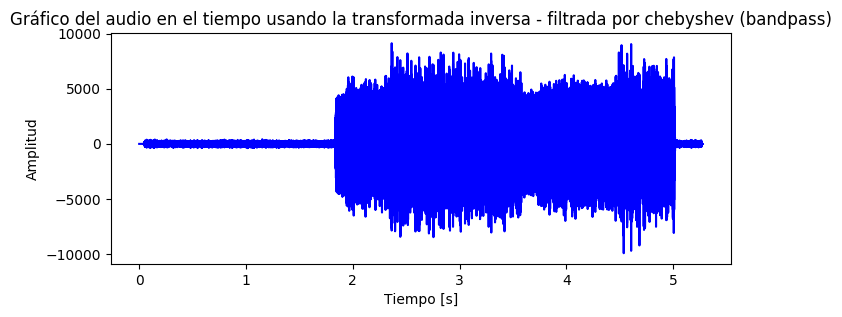 Gráfico del audio en el tiempo usando la transformada inversa - filtrada por chebyshev (bandpass)
10000
5000
0
−5000
−10000
Amplitud
0 1 2 3 4 5
Tiempo [s]